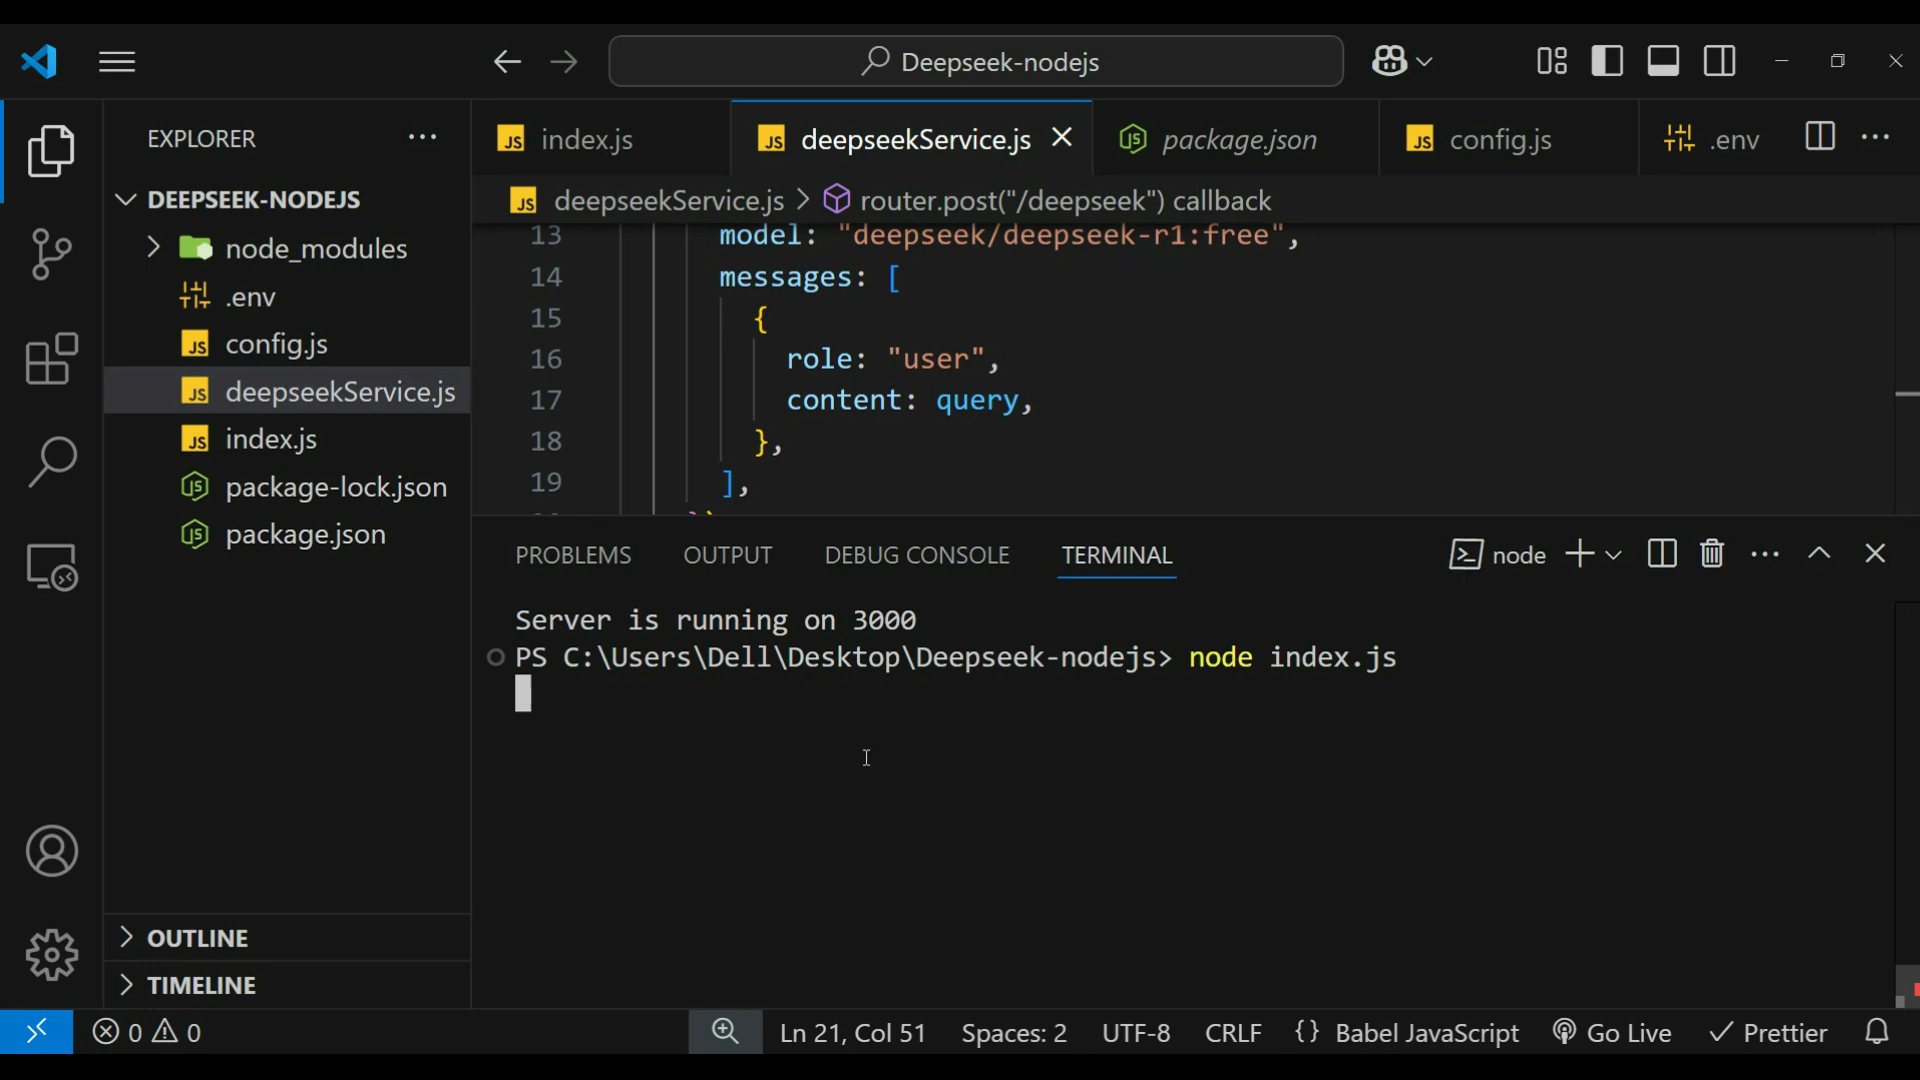 Deepseek-nodejs
EXPLORER
DEEPSEEK-NODEJS
node_modules
.env
config.js
deepseekService.js
index.js
package-lock.json
package.json
OUTLINE
TIMELINE
JS index.js
JS deepseekService.js
package.json
JS config.js
.env
JS deepseekService.js > router.post("/deepseek") callback
13 model: "deepseek/deepseek-r1:free",
14 messages: [
15 {
16 role: "user",
17 content: query,
18 },
19 ],
PROBLEMS OUTPUT DEBUG CONSOLE TERMINAL
node
Server is running on 3000
PS C:\Users\Dell\Desktop\Deepseek-nodejs> node index.js
0 0 Ln 21, Col 51 Spaces: 2 UTF-8 CRLF {} Babel JavaScript Go Live Prettier